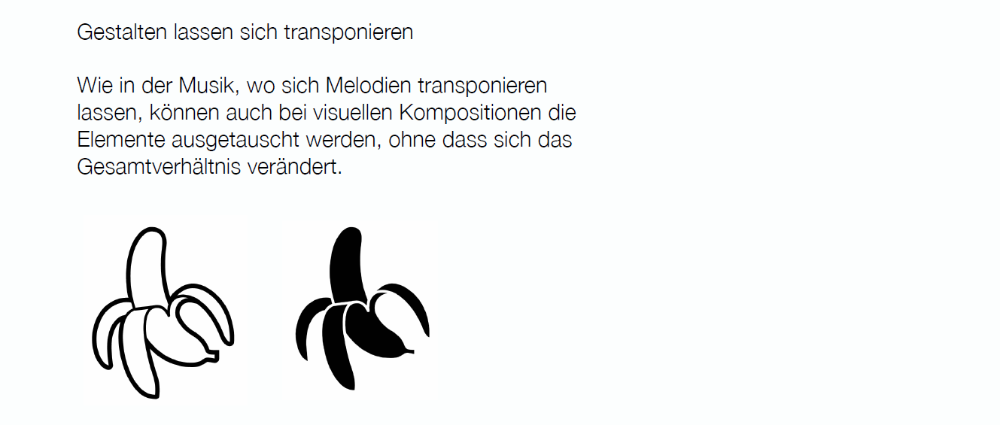 Gestalten lassen sich transponieren
Wie in der Musik, wo sich Melodien transponieren
lassen, können auch bei visuellen Kompositionen die
Elemente ausgetauscht werden, ohne dass sich das
Gesamtverhältnis verändert.